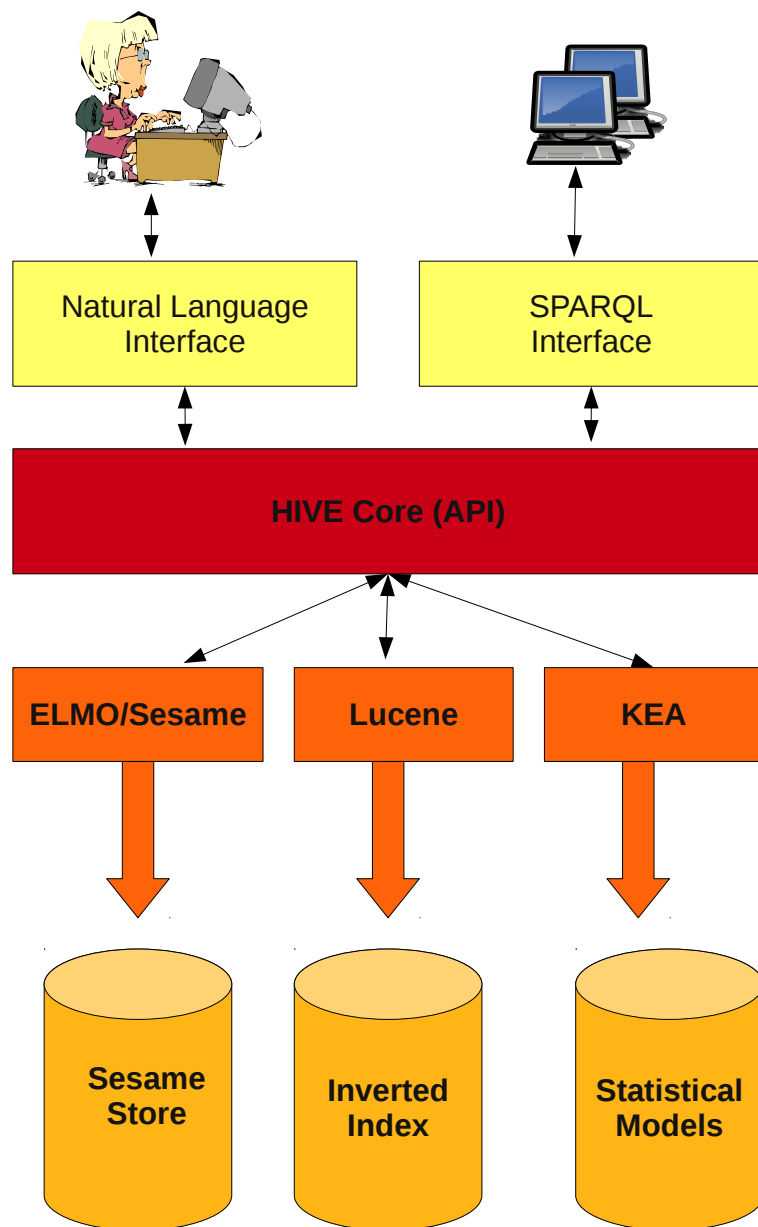 Natural Language
Interface
SPARQL
Interface
HIVE Core (API)
ELMO/Sesame
Lucene
KEA
Sesame
Store
Inverted
Index
Statistical
Models